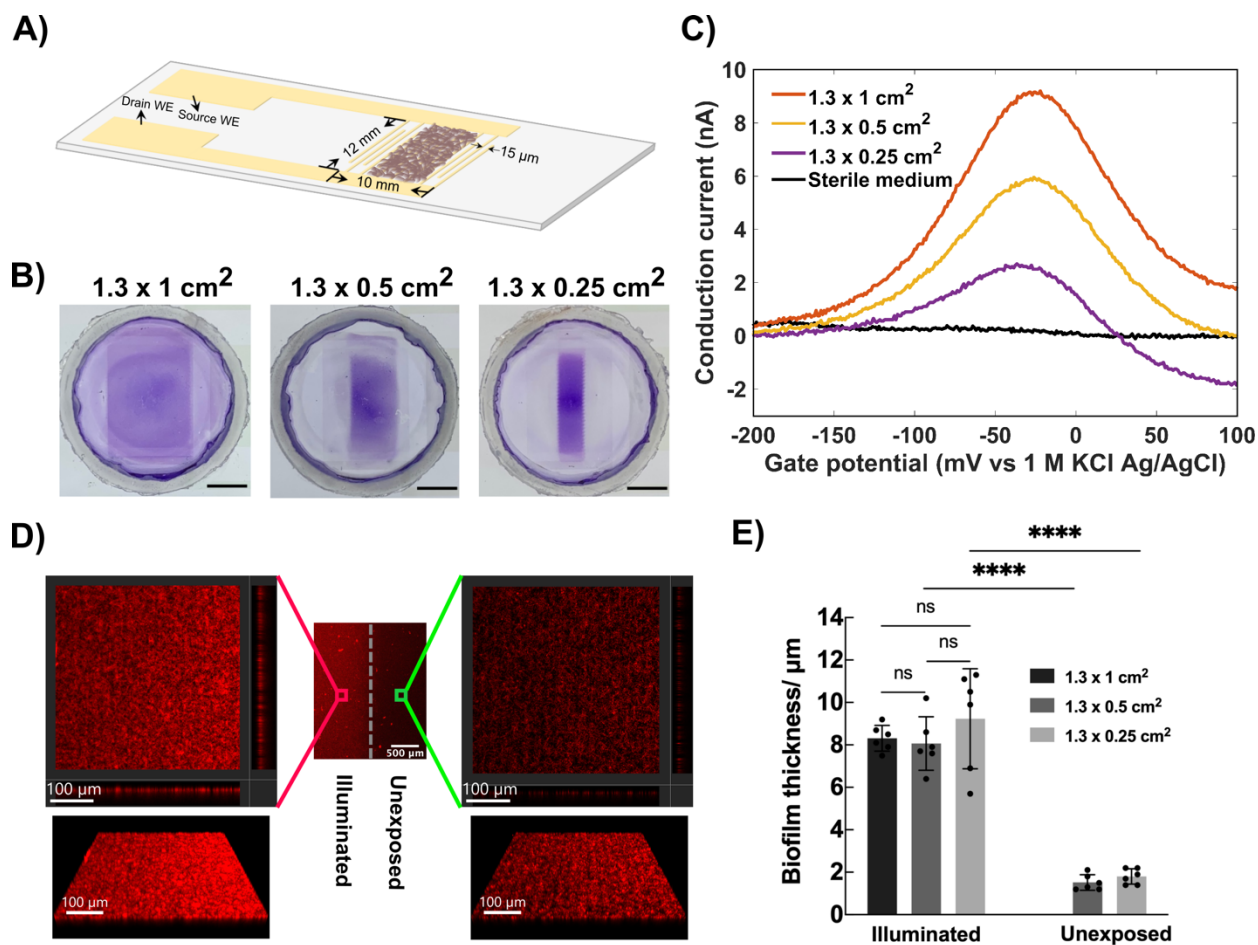 A)
Drain WE
Source WE
12 mm
10 mm
15 µm
B)
1.3 x 1 cm²
1.3 x 0.5 cm²
1.3 x 0.25 cm²
C)
Conduction current (nA)
10
8
6
4
2
0
-2
1.3 x 1 cm²
1.3 x 0.5 cm²
1.3 x 0.25 cm²
Sterile medium
-200
-150
-100
-50
0
50
100
Gate potential (mV vs 1 M KCl Ag/AgCl)
D)
100 µm
100 µm
500 µm
Illuminated
Unexposed
100 µm
100 µm
E)
Biofilm thickness/ µm
14
12
10
8
6
4
2
0
****
****
ns
ns
ns
1.3 x 1 cm²
1.3 x 0.5 cm²
1.3 x 0.25 cm²
Illuminated
Unexposed